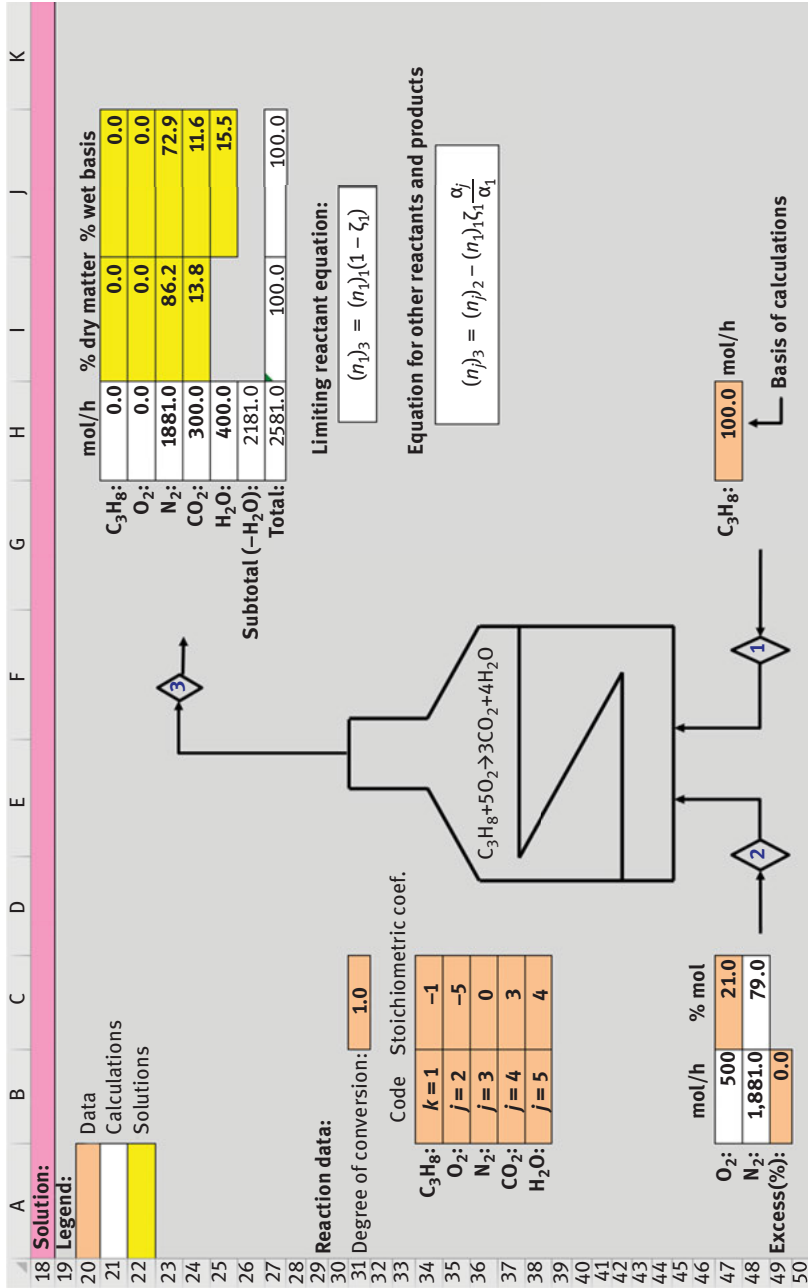 A B C D E F G H I J K
18 Solution:
19 Legend:
20 Data
21 Calculations
22 Solutions
23
24
25
26
27
28
29 Reaction data:
30
31 Degree of conversion: 1.0
32
33 Code Stoichiometric coef.
34 C₃H₈: k = 1 −1
35 O₂: j = 2 −5
36 N₂: j = 3 0
37 CO₂: j = 4 3
38 H₂O: j = 5 4
39
40
41
42
43
44
45
46 mol/h % mol
47 O₂: 500 21.0
48 N₂: 1,881.0 79.0
49 Excess(%): 0.0
50
2
1
3
C₃H₈+5O₂→3CO₂+4H₂O
mol/h % dry matter % wet basis
C₃H₈: 0.0 0.0 0.0
O₂: 0.0 0.0 0.0
N₂: 1881.0 86.2 72.9
CO₂: 300.0 13.8 11.6
H₂O: 400.0 15.5
Subtotal (−H₂O): 2181.0
Total: 2581.0 100.0 100.0
Limiting reactant equation:
(n₁)₃ = (n₁)₁(1 − ζ₁)
Equation for other reactants and products
(nⱼ)₃ = (nⱼ)₂ − (n₁)₁ζ₁ αⱼ/α₁
C₃H₈: 100.0 mol/h
Basis of calculations